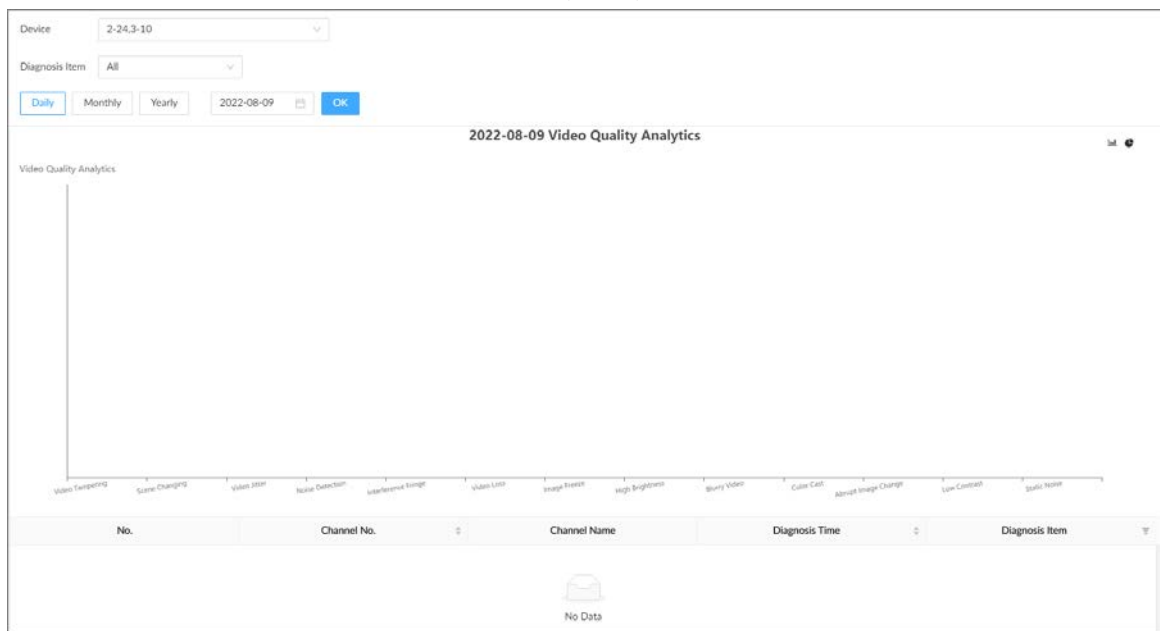 Device 2-24,3-10
Diagnosis Item All
Daily Monthly Yearly 2022-08-09 OK
2022-08-09 Video Quality Analytics
Video Quality Analytics
Video Tampering Scene Changing Video Jitter Noise Detection Interference Fringe Video Loss Image Freeze High Brightness Blurry Video Color Cast Abrupt Image Change Low Contrast Static Noise
No. Channel No. Channel Name Diagnosis Time Diagnosis Item
No Data